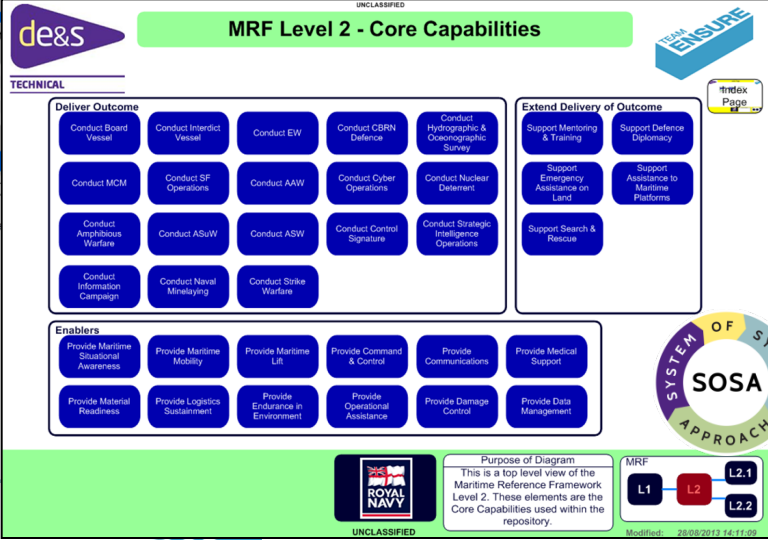 UNCLASSIFIED
de&s
MRF Level 2 - Core Capabilities
TEAM
ENSURE
TECHNICAL
Index
Page
Deliver Outcome
Conduct Board
Vessel
Conduct Interdict
Vessel
Conduct EW
Conduct CBRN
Defence
Conduct
Hydrographic &
Oceonographic
Survey
Conduct MCM
Conduct SF
Operations
Conduct AAW
Conduct Cyber
Operations
Conduct Nuclear
Deterrent
Conduct
Amphibious
Warfare
Conduct ASuW
Conduct ASW
Conduct Control
Signature
Conduct Strategic
Intelligence
Operations
Conduct
Information
Campaign
Conduct Naval
Minelaying
Conduct Strike
Warfare
Extend Delivery of Outcome
Support Mentoring
& Training
Support Defence
Diplomacy
Support
Emergency
Assistance on
Land
Support
Assistance to
Maritime
Platforms
Support Search &
Rescue
Enablers
Provide Maritime
Situational
Awareness
Provide Maritime
Mobility
Provide Maritime
Lift
Provide Command
& Control
Provide
Communications
Provide Medical
Support
Provide Material
Readiness
Provide Logistics
Sustainment
Provide
Endurance in
Environment
Provide
Operational
Assistance
Provide Damage
Control
Provide Data
Management
SYSTEM OF SY
SOSA
APPROACH
ROYAL
NAVY
UNCLASSIFIED
Purpose of Diagram
This is a top level view of the
Maritime Reference Framework
Level 2. These elements are the
Core Capabilities used within the
repository.
MRF
L1
L2
L2.1
L2.2
Modified: 28/08/2013 14:11:09